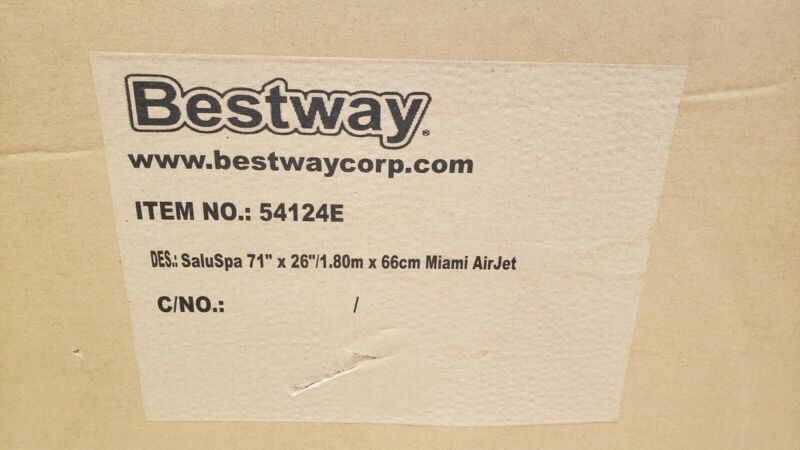 Bestway®
www.bestwaycorp.com
ITEM NO.: 54124E
DES.: SaluSpa 71" x 26"/1.80m x 66cm Miami AirJet
C/NO.: /